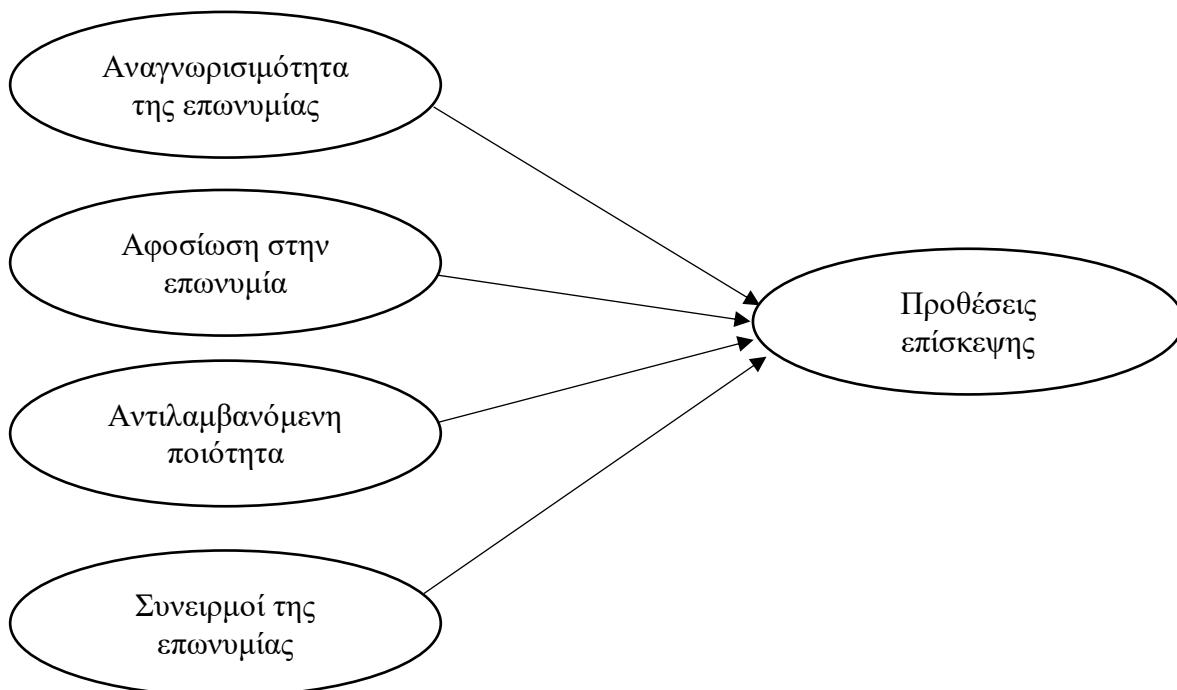 Αναγνωρισιμότητα
της επωνυμίας
Αφοσίωση στην
επωνυμία
Αντιλαμβανόμενη
ποιότητα
Συνειρμοί της
επωνυμίας
Προθέσεις
επίσκεψης